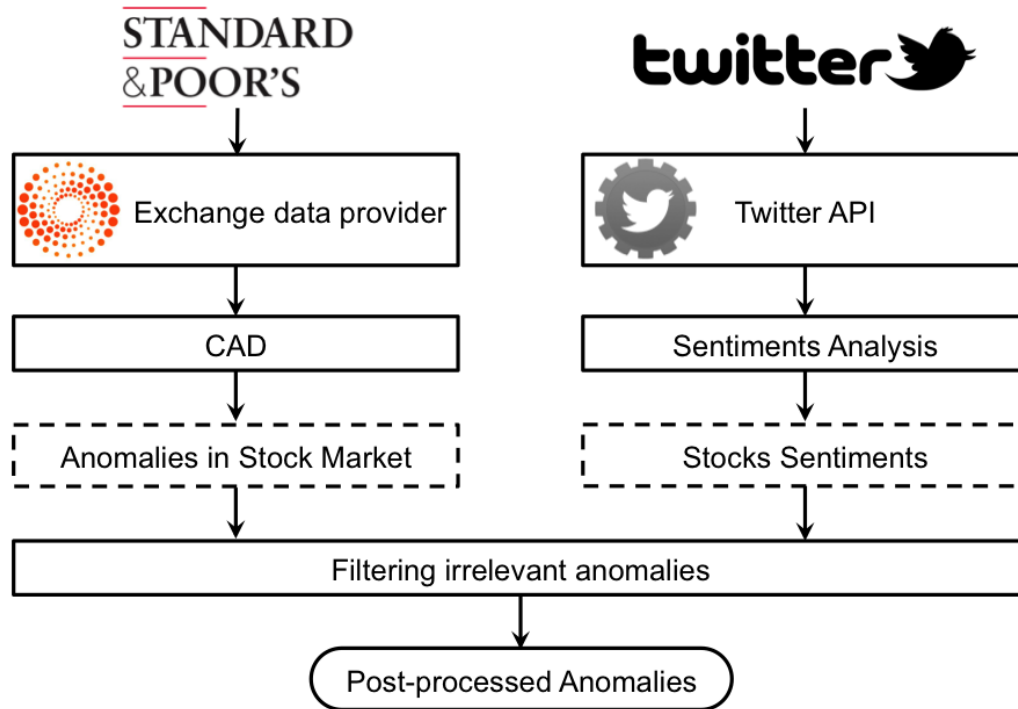 STANDARD
&POOR'S
twitter
Exchange data provider
Twitter API
CAD
Sentiments Analysis
Anomalies in Stock Market
Stocks Sentiments
Filtering irrelevant anomalies
Post-processed Anomalies